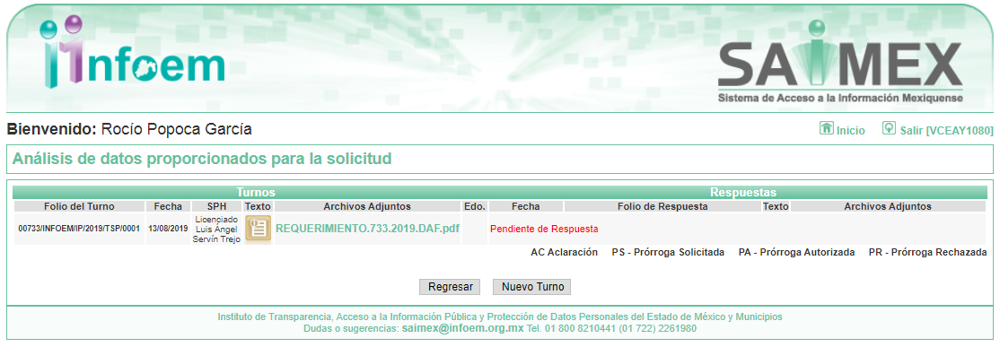 infoem
SAIMEX
Sistema de Acceso a la Información Mexiquense
Bienvenido: Rocío Popoca García
Inicio Salir [VCEAY1080]
Análisis de datos proporcionados para la solicitud
Turnos Respuestas
Folio del Turno Fecha SPH Texto Archivos Adjuntos Edo. Fecha Folio de Respuesta Texto Archivos Adjuntos
00733/INFOEM/IP/2019/TSP/0001 13/08/2019 Licenciado Luis Ángel Servín Trejo REQUERIMIENTO.733.2019.DAF.pdf Pendiente de Respuesta
AC Aclaración PS - Prórroga Solicitada PA - Prórroga Autorizada PR - Prórroga Rechazada
Regresar Nuevo Turno
Instituto de Transparencia, Acceso a la Información Pública y Protección de Datos Personales del Estado de México y Municipios
Dudas o sugerencias: saimex@infoem.org.mx Tel. 01 800 8210441 (01 722) 2261980